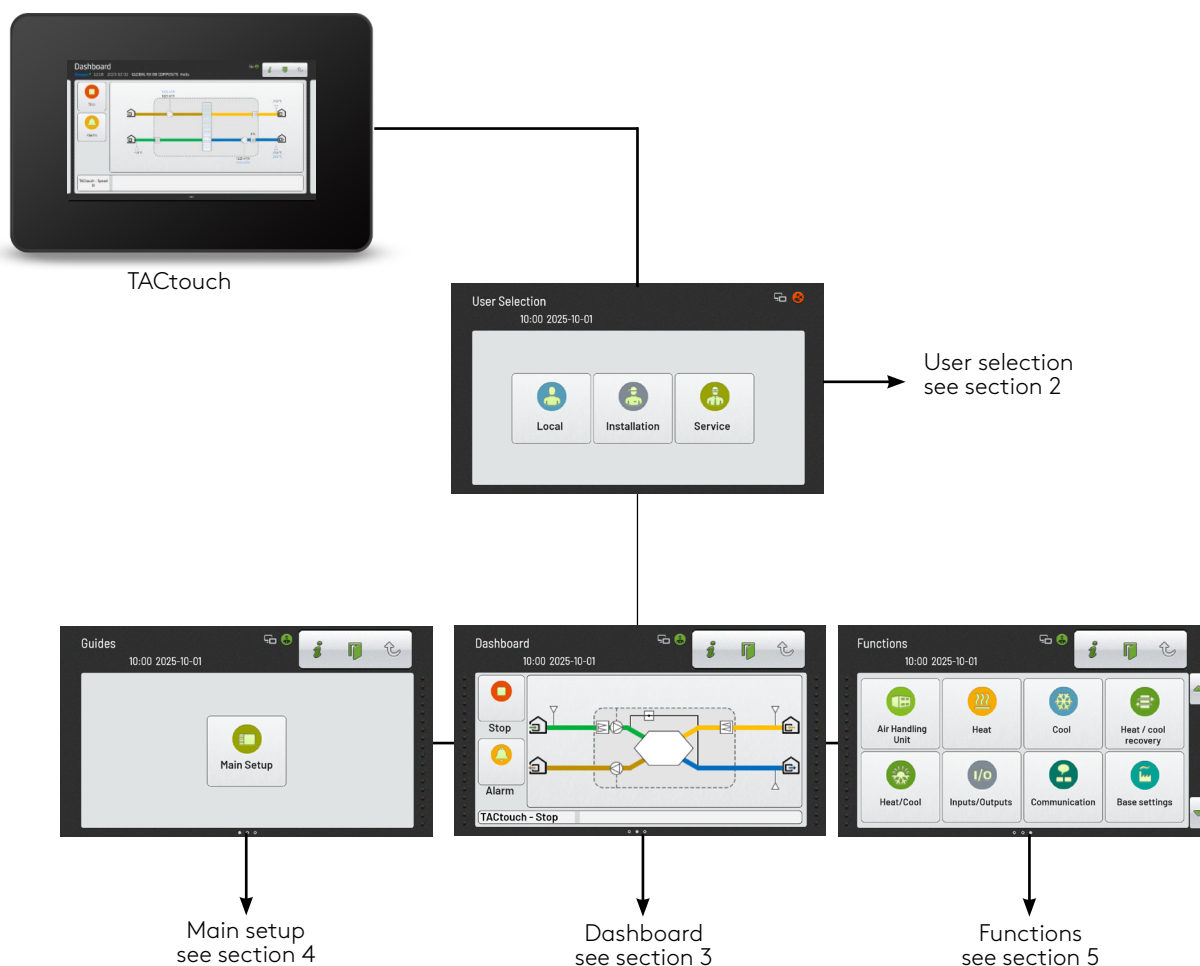 Dashboard
TACtouch - Speed
TACtouch
User Selection
10:00 2025-10-01
Local
Installation
Service
User selection
see section 2
Guides
10:00 2025-10-01
Main Setup
Dashboard
10:00 2025-10-01
Stop
Alarm
TACtouch - Stop
Functions
10:00 2025-10-01
Air Handling
Unit
Heat
Cool
Heat / cool
recovery
Heat/Cool
I/O
Inputs/Outputs
Communication
Base settings
Main setup
see section 4
Dashboard
see section 3
Functions
see section 5